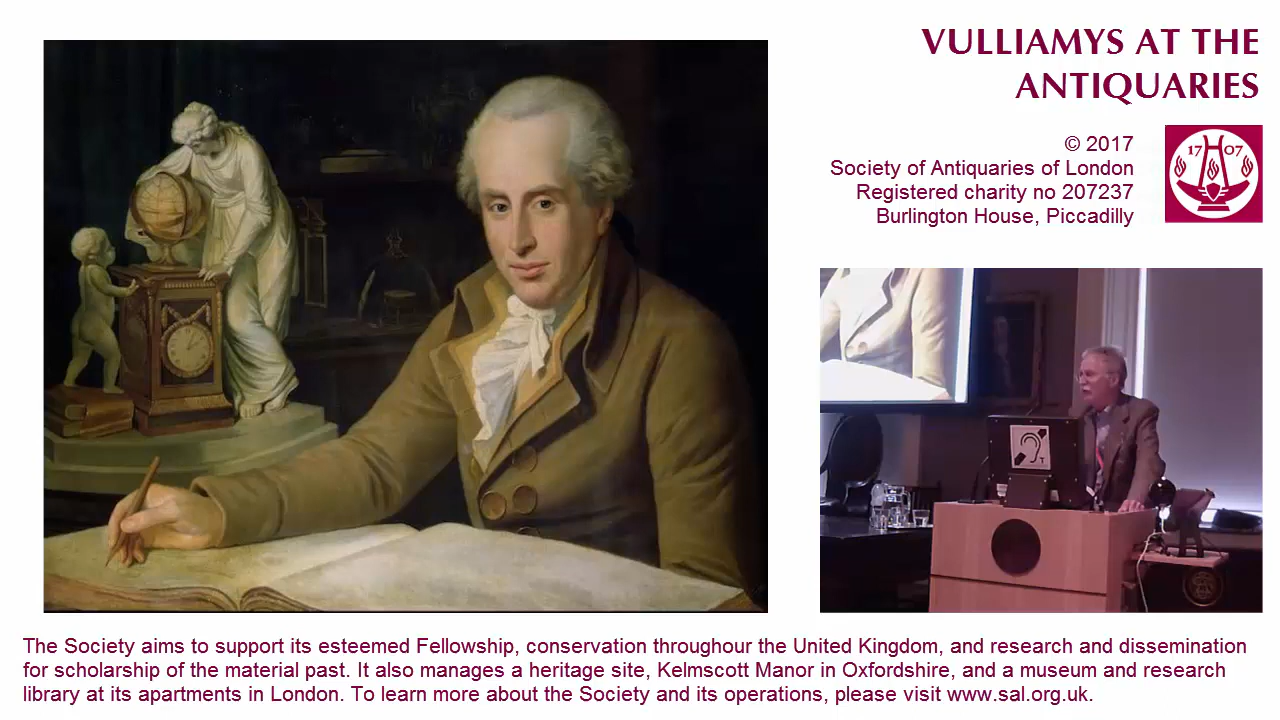 VULLIAMYS AT THE
ANTIQUARIES
© 2017
Society of Antiquaries of London
Registered charity no 207237
Burlington House, Piccadilly
17 07
T
The Society aims to support its esteemed Fellowship, conservation throughour the United Kingdom, and research and dissemination
for scholarship of the material past. It also manages a heritage site, Kelmscott Manor in Oxfordshire, and a museum and research
library at its apartments in London. To learn more about the Society and its operations, please visit www.sal.org.uk.